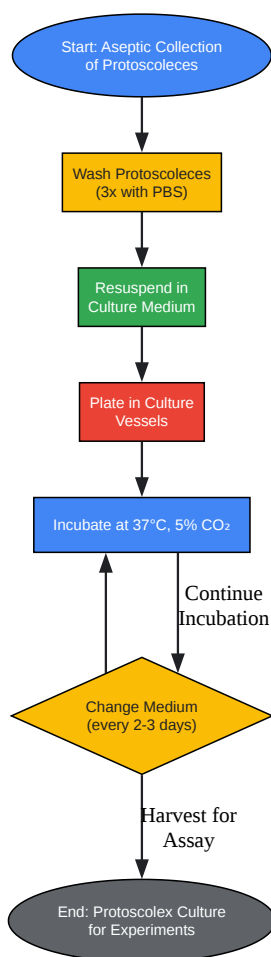 Start: Aseptic Collection
of Protoscoleces
Wash Protoscoleces
(3x with PBS)
Resuspend in
Culture Medium
Plate in Culture
Vessels
Incubate at 37°C, 5% CO₂
Continue
Incubation
Change Medium
(every 2-3 days)
Harvest for
Assay
End: Protoscolex Culture
for Experiments